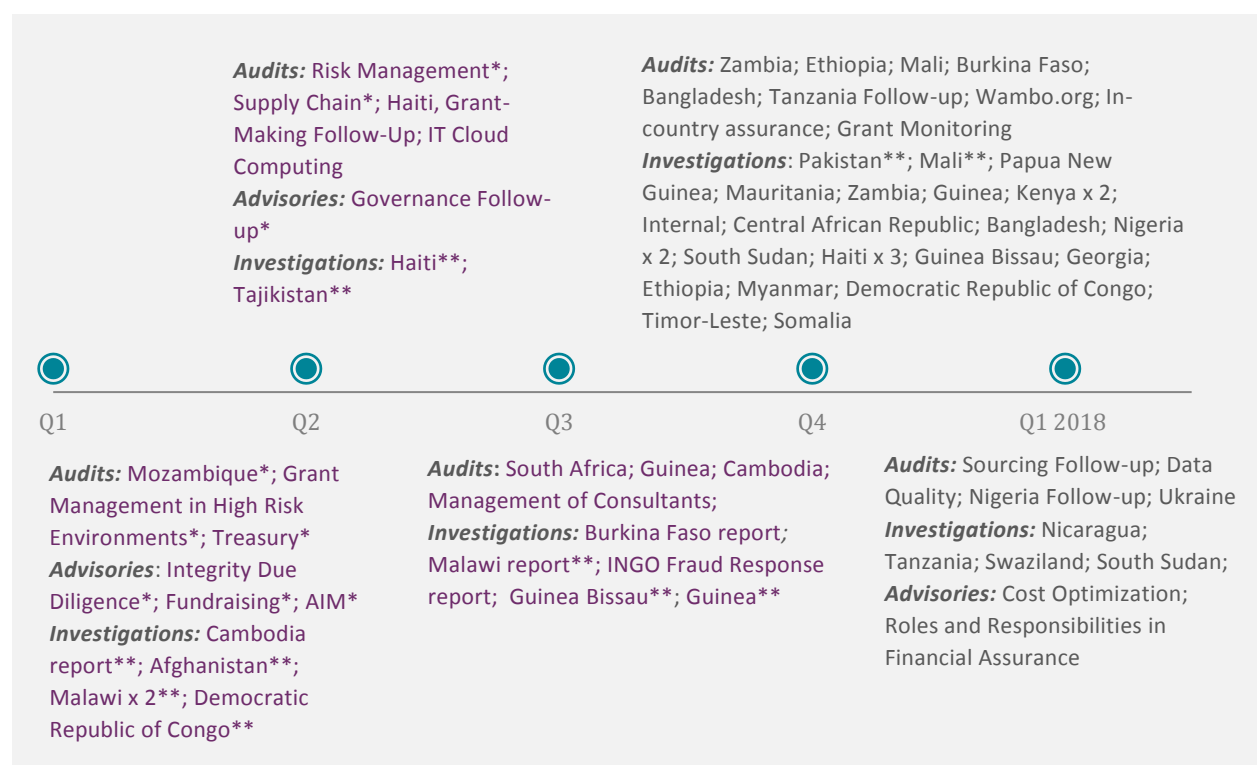 Audits: Risk Management*;
Supply Chain*; Haiti, Grant-
Making Follow-Up; IT Cloud
Computing
Advisories: Governance Follow-
up*
Investigations: Haiti**;
Tajikistan**
Audits: Zambia; Ethiopia; Mali; Burkina Faso;
Bangladesh; Tanzania Follow-up; Wambo.org; In-
country assurance; Grant Monitoring
Investigations: Pakistan**; Mali**; Papua New
Guinea; Mauritania; Zambia; Guinea; Kenya x 2;
Internal; Central African Republic; Bangladesh; Nigeria
x 2; South Sudan; Haiti x 3; Guinea Bissau; Georgia;
Ethiopia; Myanmar; Democratic Republic of Congo;
Timor-Leste; Somalia
Q1 Q2 Q3 Q4 Q1 2018
Audits: Mozambique*; Grant
Management in High Risk
Environments*; Treasury*
Advisories: Integrity Due
Diligence*; Fundraising*; AIM*
Investigations: Cambodia
report**; Afghanistan**;
Malawi x 2**; Democratic
Republic of Congo**
Audits: South Africa; Guinea; Cambodia;
Management of Consultants;
Investigations: Burkina Faso report;
Malawi report**; INGO Fraud Response
report; Guinea Bissau**; Guinea**
Audits: Sourcing Follow-up; Data
Quality; Nigeria Follow-up; Ukraine
Investigations: Nicaragua;
Tanzania; Swaziland; South Sudan;
Advisories: Cost Optimization;
Roles and Responsibilities in
Financial Assurance